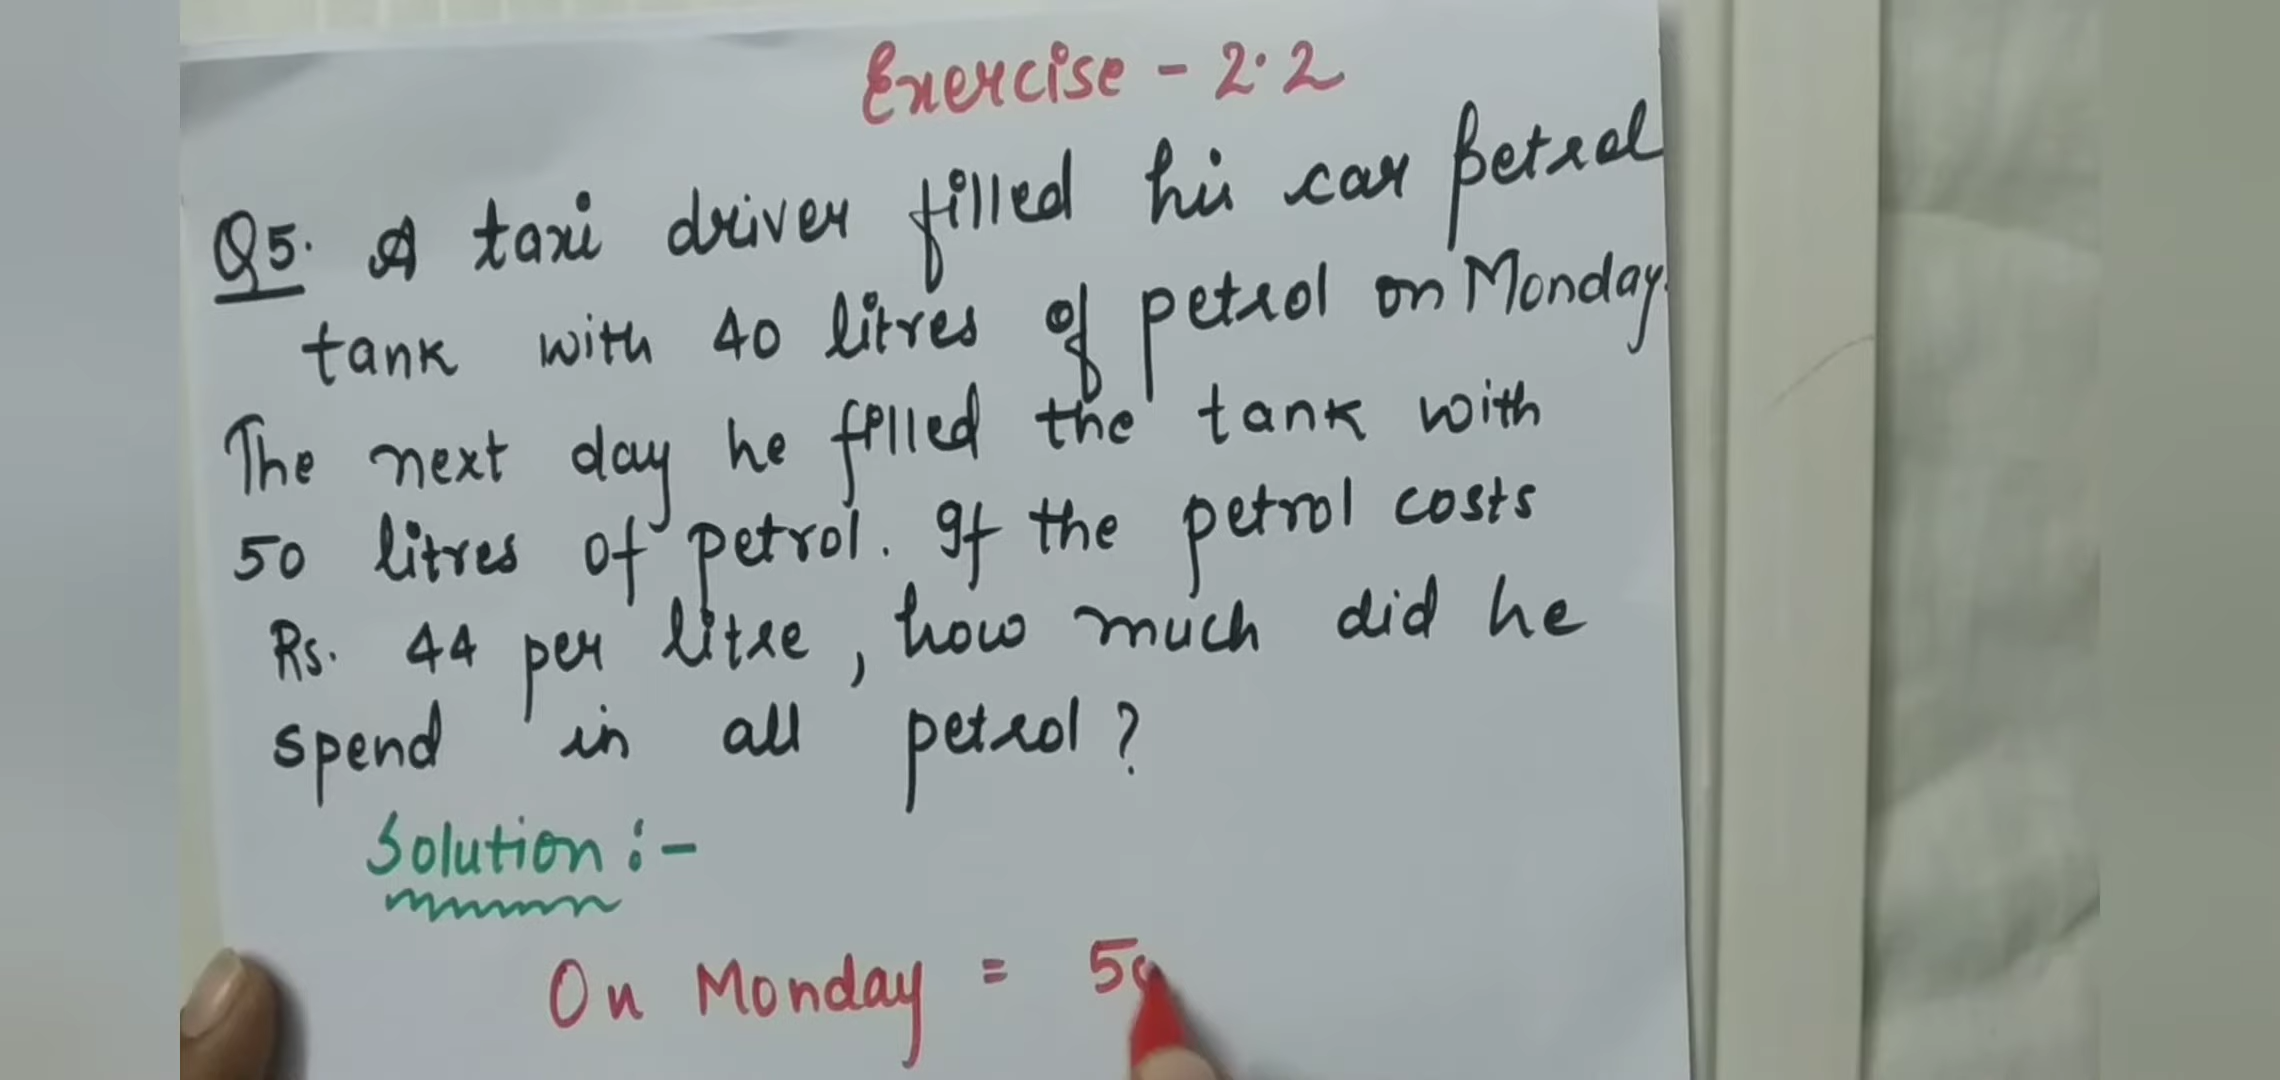 Exercise - 2.2
Q5. A taxi driver filled his car petrol
tank with 40 litres of petrol on Monday.
The next day he filled the tank with
50 litres of petrol. If the petrol costs
Rs. 44 per litre, how much did he
spend in all petrol?
Solution :-
On Monday = 50